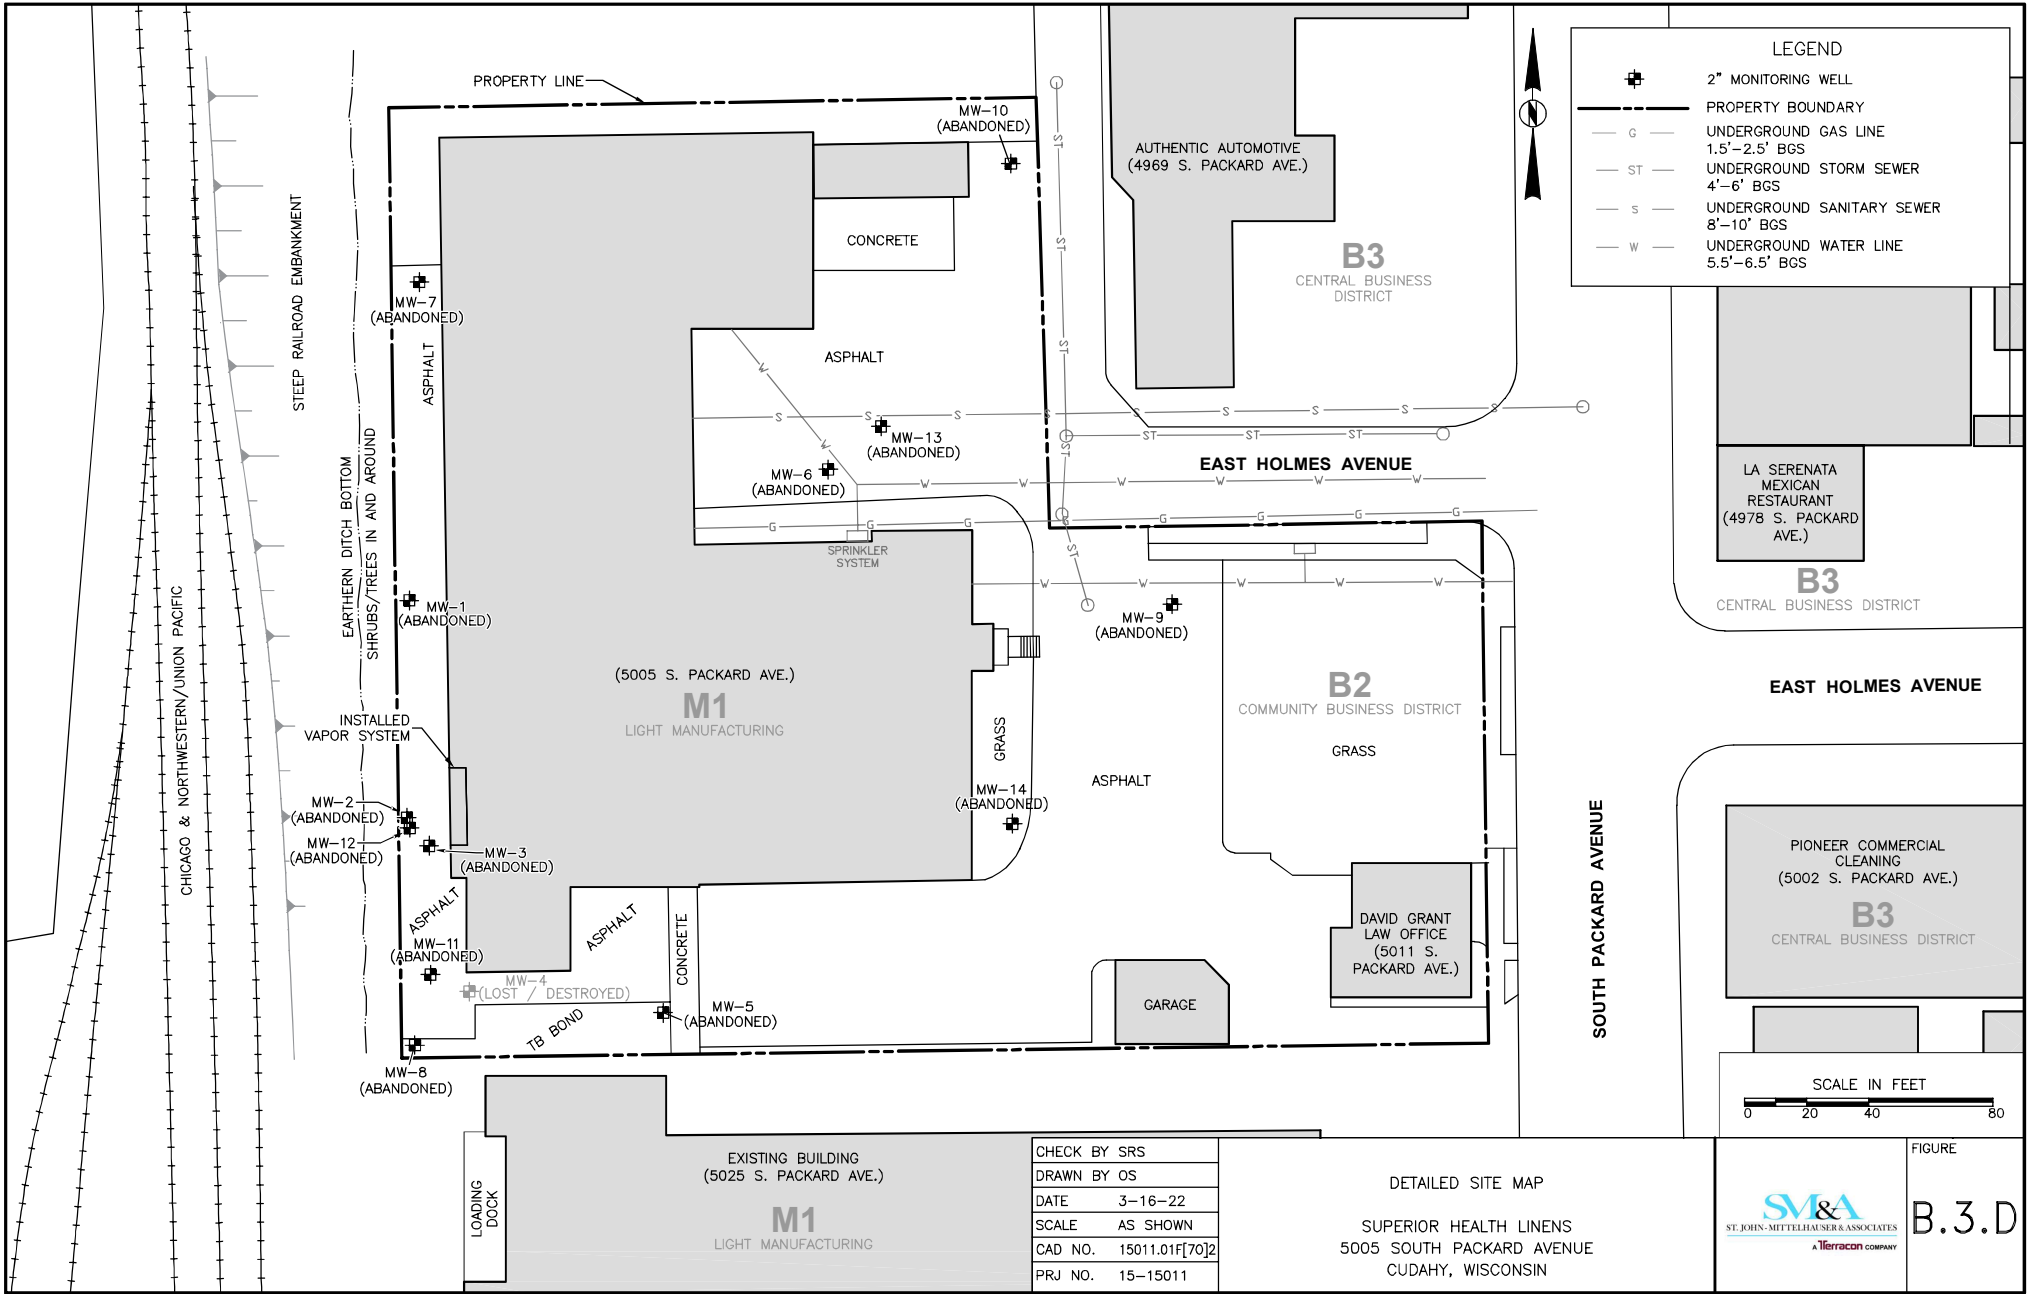 PROPERTY LINE
MW-10
(ABANDONED)
AUTHENTIC AUTOMOTIVE
(4969 S. PACKARD AVE.)
B3
CENTRAL BUSINESS
DISTRICT
LEGEND
2" MONITORING WELL
PROPERTY BOUNDARY
G
UNDERGROUND GAS LINE
1.5'-2.5' BGS
ST
UNDERGROUND STORM SEWER
4'-6' BGS
S
UNDERGROUND SANITARY SEWER
8'-10' BGS
W
UNDERGROUND WATER LINE
5.5'-6.5' BGS
CONCRETE
STEEP RAILROAD EMBANKMENT
MW-7
(ABANDONED)
ASPHALT
ASPHALT
W
W
S S S S S S S S S
ST
ST
ST
ST
ST ST ST
MW-13
(ABANDONED)
MW-6
(ABANDONED)
EAST HOLMES AVENUE
W W W W W W
G G G G G G G G
ST
SPRINKLER
SYSTEM
W W W W W
EARTHERN DITCH BOTTOM
SHRUBS/TREES IN AND AROUND
LA SERENATA
MEXICAN
RESTAURANT
(4978 S. PACKARD
AVE.)
B3
CENTRAL BUSINESS DISTRICT
MW-1
(ABANDONED)
MW-9
(ABANDONED)
CHICAGO & NORTHWESTERN/UNION PACIFIC
(5005 S. PACKARD AVE.)
M1
LIGHT MANUFACTURING
B2
COMMUNITY BUSINESS DISTRICT
GRASS
EAST HOLMES AVENUE
INSTALLED
VAPOR SYSTEM
GRASS
ASPHALT
MW-2
(ABANDONED)
MW-12
(ABANDONED)
MW-3
(ABANDONED)
MW-14
(ABANDONED)
SOUTH PACKARD AVENUE
PIONEER COMMERCIAL
CLEANING
(5002 S. PACKARD AVE.)
B3
CENTRAL BUSINESS DISTRICT
ASPHALT
ASPHALT
CONCRETE
MW-11
(ABANDONED)
MW-4
(LOST / DESTROYED)
DAVID GRANT
LAW OFFICE
(5011 S.
PACKARD AVE.)
GARAGE
MW-5
(ABANDONED)
TB BOND
MW-8
(ABANDONED)
SCALE IN FEET
0 20 40 80
LOADING
DOCK
EXISTING BUILDING
(5025 S. PACKARD AVE.)
M1
LIGHT MANUFACTURING
CHECK BY SRS
DRAWN BY OS
DATE 3-16-22
SCALE AS SHOWN
CAD NO. 15011.01F[70]2
PRJ NO. 15-15011
DETAILED SITE MAP
SUPERIOR HEALTH LINENS
5005 SOUTH PACKARD AVENUE
CUDAHY, WISCONSIN
SM&A
ST. JOHN - MITTELHAUSER & ASSOCIATES
A Terracon COMPANY
FIGURE
B.3.D